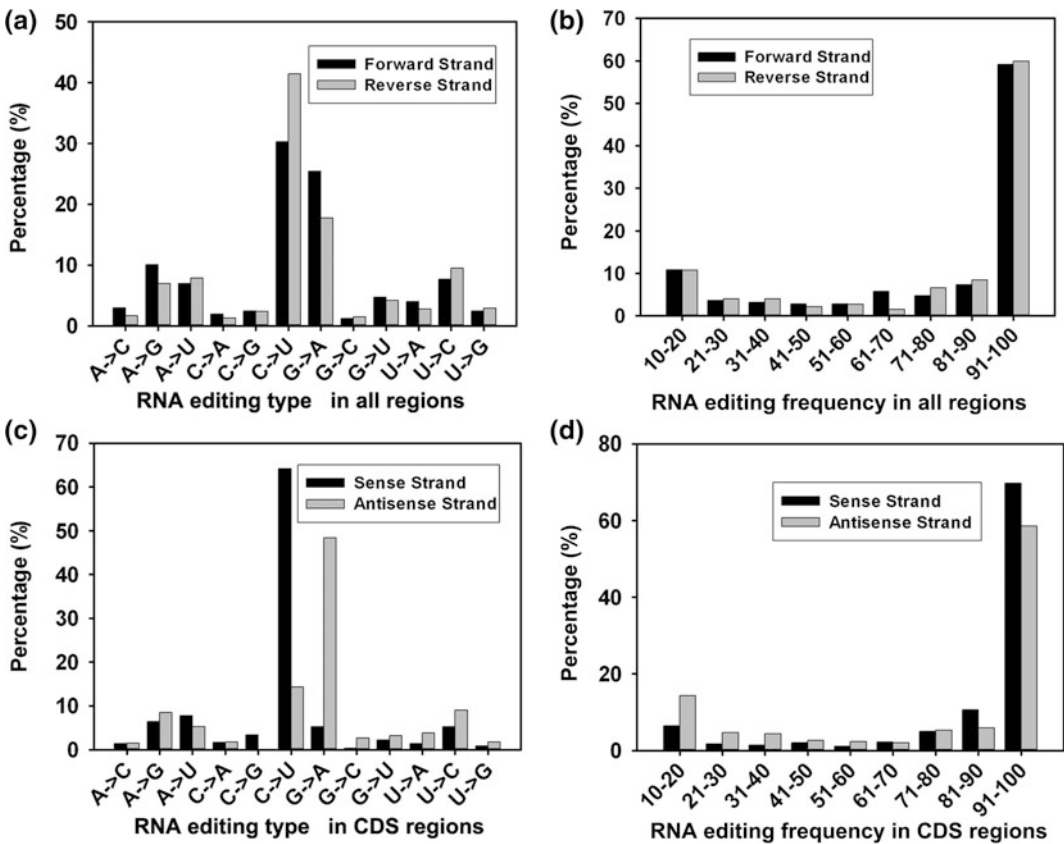 (a)
50
40
30
20
10
0
Percentage (%)
Forward Strand
Reverse Strand
A->C
A->G
A->U
C->A
C->G
C->U
G->A
G->C
G->U
U->A
U->C
U->G
RNA editing type in all regions
(b)
70
60
50
40
30
20
10
0
Percentage (%)
Forward Strand
Reverse Strand
10-20
21-30
31-40
41-50
51-60
61-70
71-80
81-90
91-100
RNA editing frequency in all regions
(c)
70
60
50
40
30
20
10
0
Percentage (%)
Sense Strand
Antisense Strand
A->C
A->G
A->U
C->A
C->G
C->U
G->A
G->C
G->U
U->A
U->C
U->G
RNA editing type in CDS regions
(d)
80
60
40
20
0
Percentage (%)
Sense Strand
Antisense Strand
10-20
21-30
31-40
41-50
51-60
61-70
71-80
81-90
91-100
RNA editing frequency in CDS regions